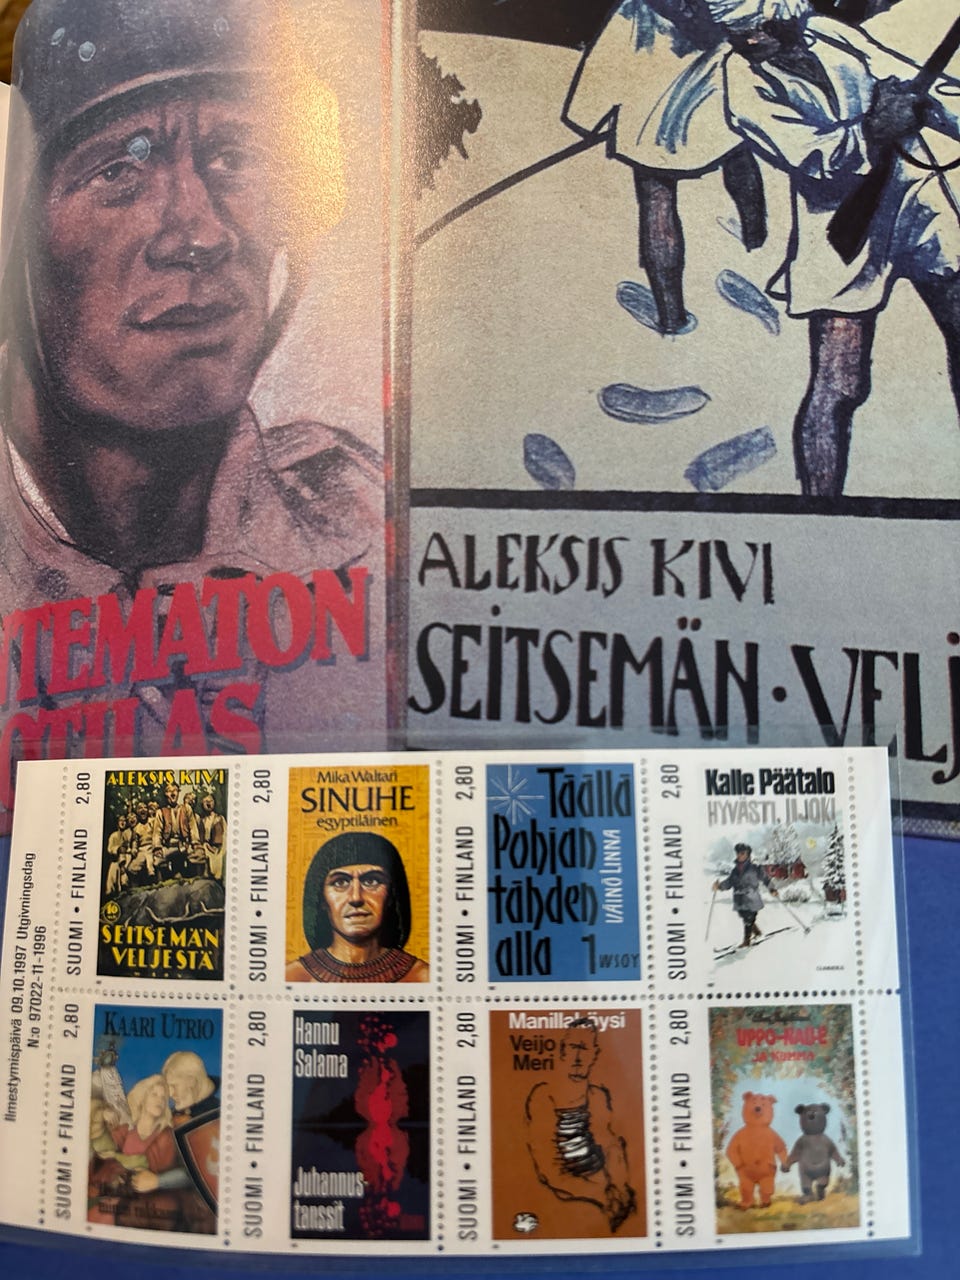 TEMATON
OTILAS
ALEKSIS KIVI
SEITSEMÄN · VELJ
Ilmestymispäivä 09.10.1997 Utgivningsdag
N:o 97022-11-1996
SUOMI • FINLAND 2,80
ALEKSIS KIVI
SEITSEMÄN
VELJESTÄ
SUOMI • FINLAND 2,80
Mika Waltari
SINUHE
egyptiläinen
SUOMI • FINLAND 2,80
Täällä
Pohjan
tähden
alla 1
VÄINÖ LINNA
WSOY
SUOMI • FINLAND 2,80
Kalle Päätalo
HYVÄSTI, IIJOKI
SUOMI • FINLAND 2,80
KAARI UTRIO
SUOMI • FINLAND 2,80
Hannu
Salama
Juhannus-
tanssit
SUOMI • FINLAND 2,80
Manillaköysi
Veijo
Meri
SUOMI • FINLAND 2,80
UPPO-NALLE
JA KUMMA